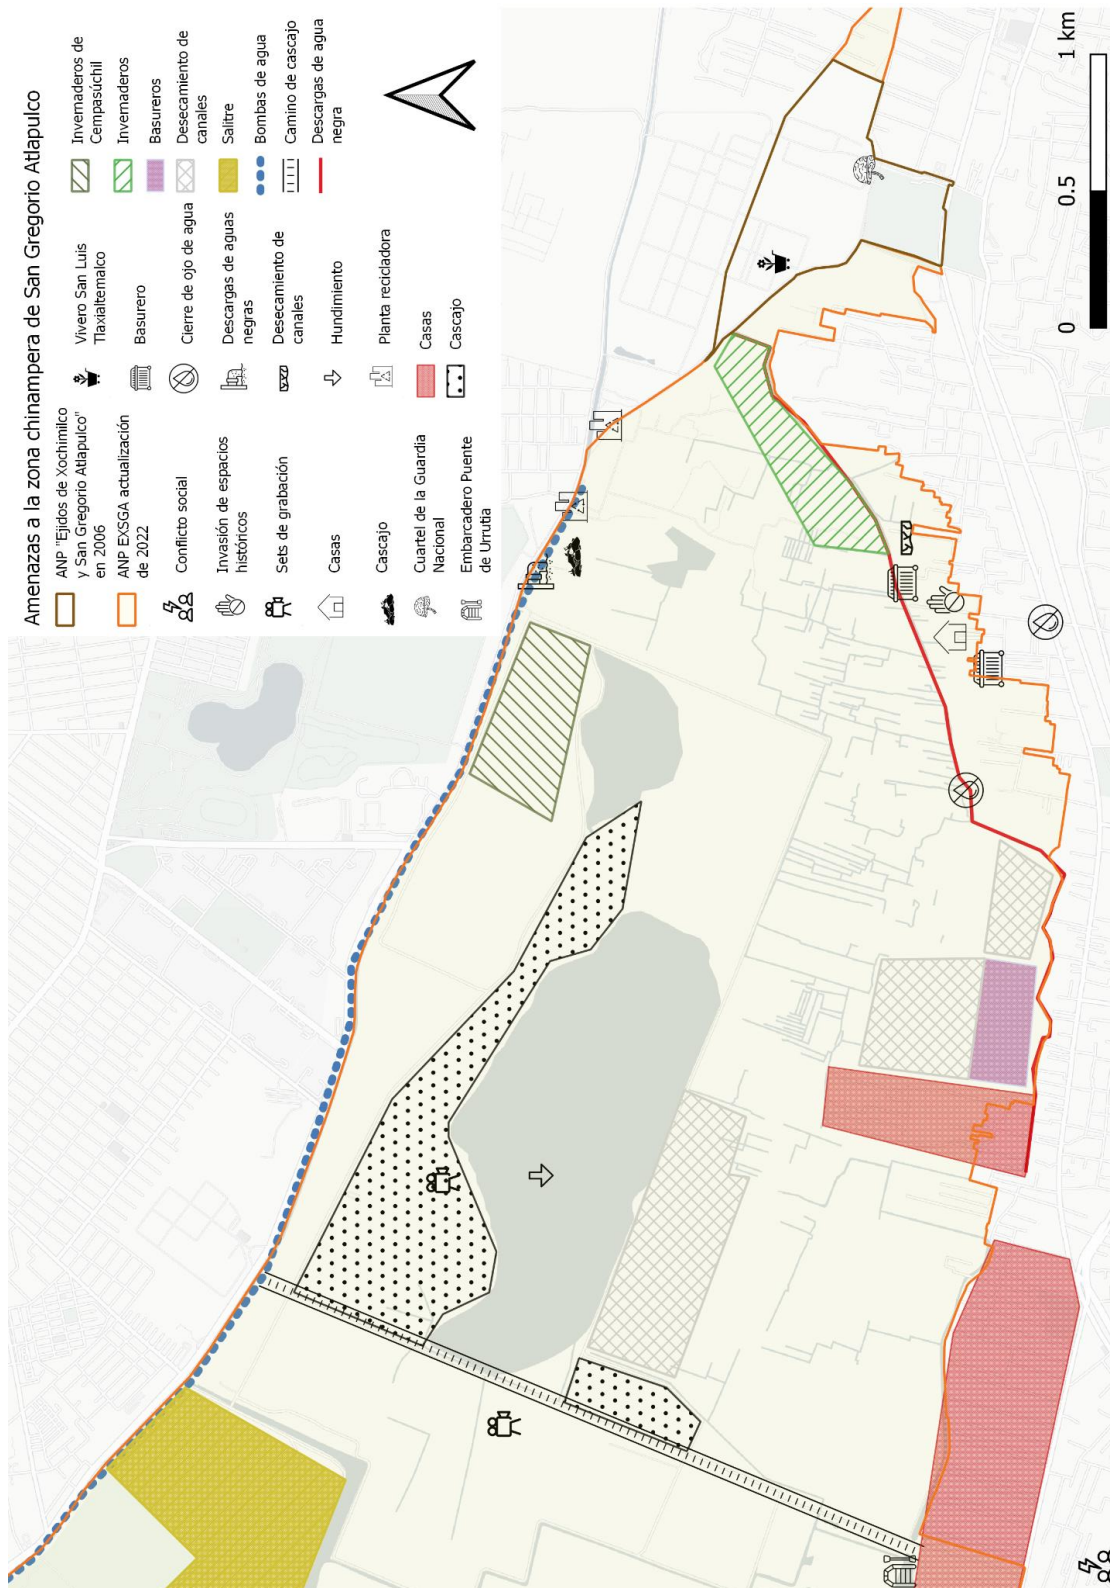 Amenazas a la zona chinampera de San Gregorio Atlapulco
ANP "Ejidos de Xochimilco
y San Gregorio Atlapulco"
en 2006
ANP EXSGA actualización
de 2022
Conflicto social
Invasión de espacios
históricos
Sets de grabación
Casas
Cascajo
Cuartel de la Guardia
Nacional
Embarcadero Puente
de Urrutia
Vivero San Luis
Tlaxialtemalco
Basurero
Cierre de ojo de agua
Descargas de aguas
negras
Desecamiento de
canales
Hundimiento
Planta recicladora
Casas
Cascajo
Invernaderos de
Cempasúchil
Invernaderos
Basureros
Desecamiento de
canales
Salitre
Bombas de agua
Camino de cascajo
Descargas de agua
negra
0 0.5 1 km